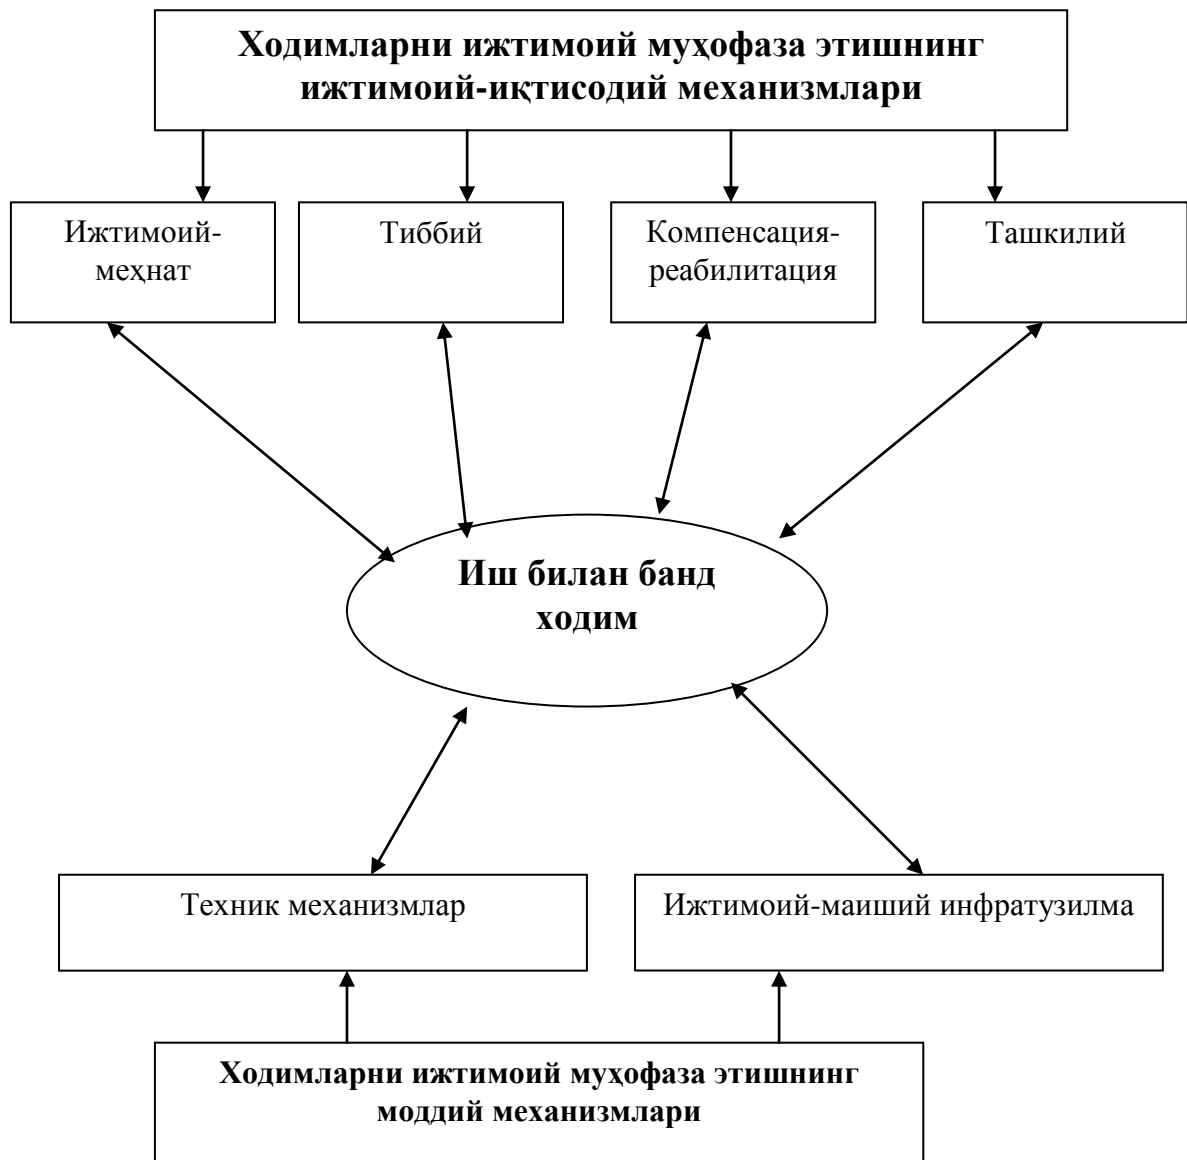 Ходимларни ижтимоий муҳофаза этишнинг
ижтимоий-иқтисодий механизмлари
Ижтимоий-
меҳнат
Тиббий
Компенсация-
реабилитация
Ташкилий
Иш билан банд
ходим
Техник механизмлар
Ижтимоий-маиший инфратузилма
Ходимларни ижтимоий муҳофаза этишнинг
моддий механизмлари